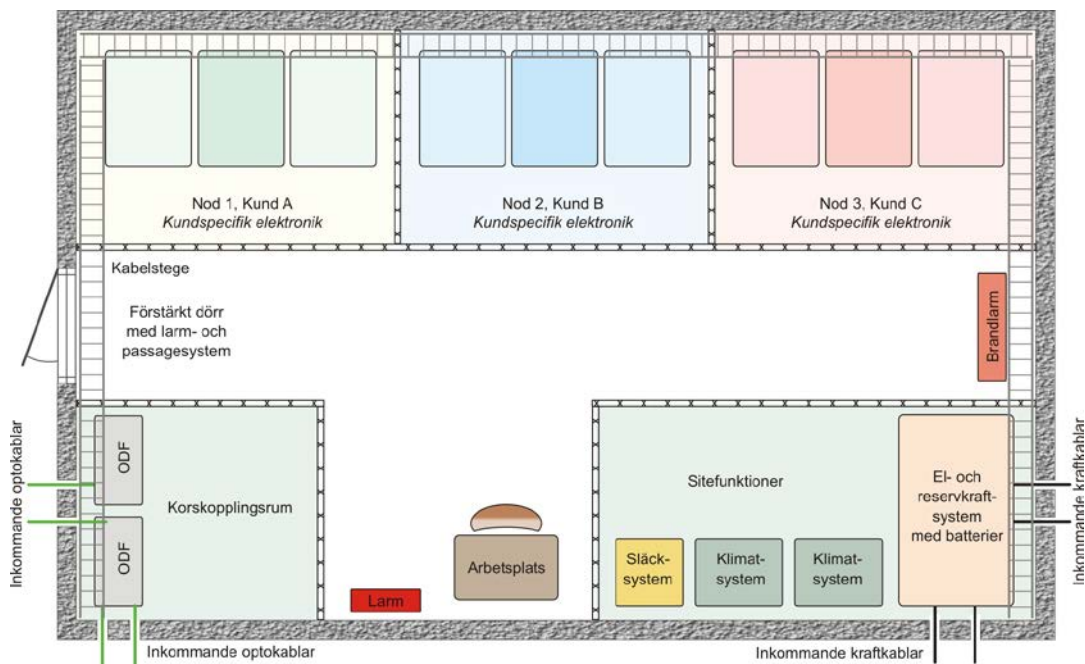 Nod 1, Kund A
Kundspecifik elektronik
Nod 2, Kund B
Kundspecifik elektronik
Nod 3, Kund C
Kundspecifik elektronik
Kabelstege
Förstärkt dörr
med larm- och
passagesystem
Brandlarm
Inkommande optokablar
ODF
ODF
Korskopplingsrum
Larm
Arbetsplats
Sitefunktioner
Släck-
system
Klimat-
system
Klimat-
system
El- och
reservkraft-
system
med batterier
Inkommande kraftkablar
Inkommande optokablar
Inkommande kraftkablar